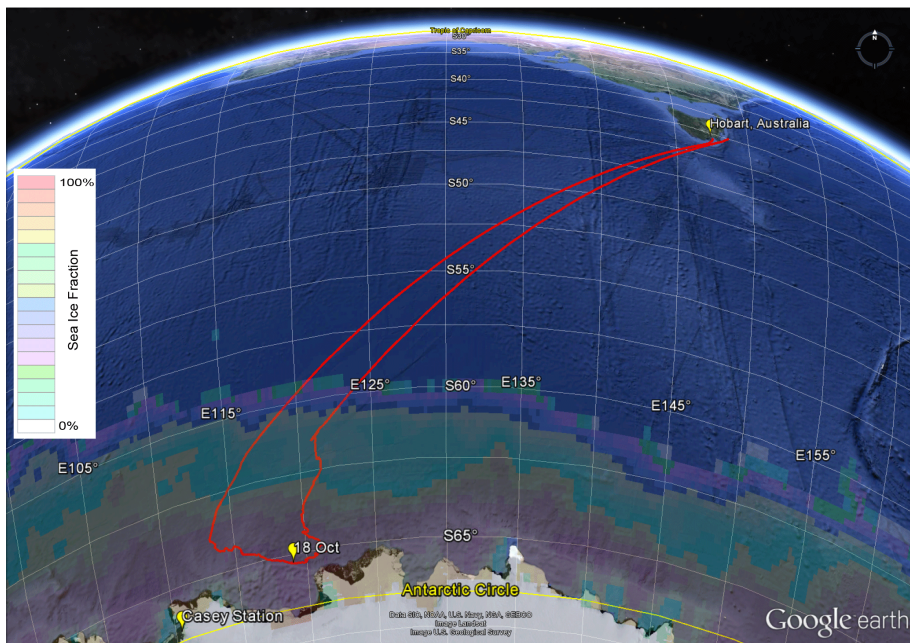 Tropic of Capricorn
S30°
S35°
S40°
N
S45°
Hobart, Australia
100%
S50°
Sea Ice Fraction
S55°
E125°
S60°
E135°
E115°
E145°
0%
E105°
E155°
18 Oct
S65°
Antarctic Circle
Casey Station
Data SIO, NOAA, U.S. Navy, NGA, GEBCO
Image Landsat
Image U.S. Geological Survey
Google earth